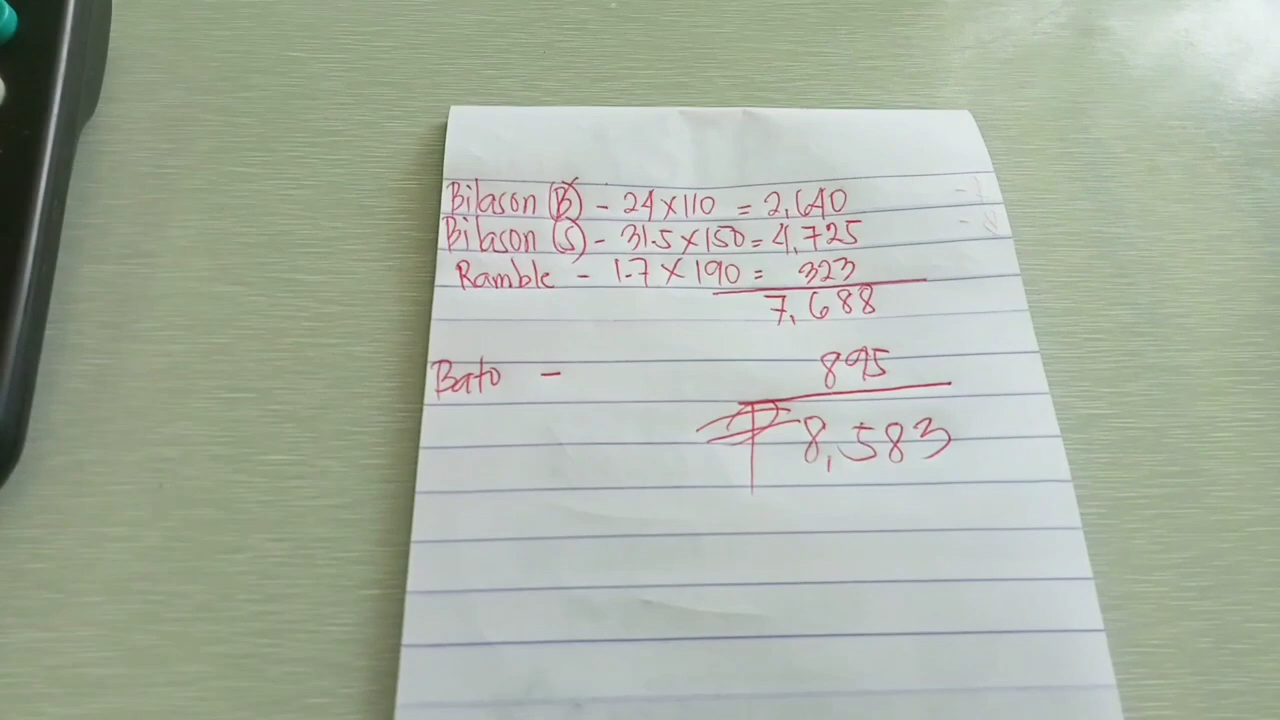 Bilason (B) - 24 x 110 = 2,640
Bilason (S) - 31.5 x 150 = 4,725
Ramble - 1.7 x 190 = 323
7,688
Bato - 895
₱ 8,583